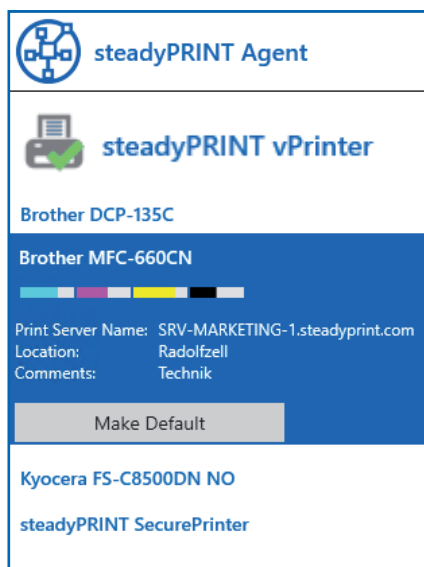 steadyPRINT Agent
steadyPRINT vPrinter
Brother DCP-135C
Brother MFC-660CN
Print Server Name: SRV-MARKETING-1.steadyprint.com
Location: Radolfzell
Comments: Technik
Make Default
Kyocera FS-C8500DN NO
steadyPRINT SecurePrinter